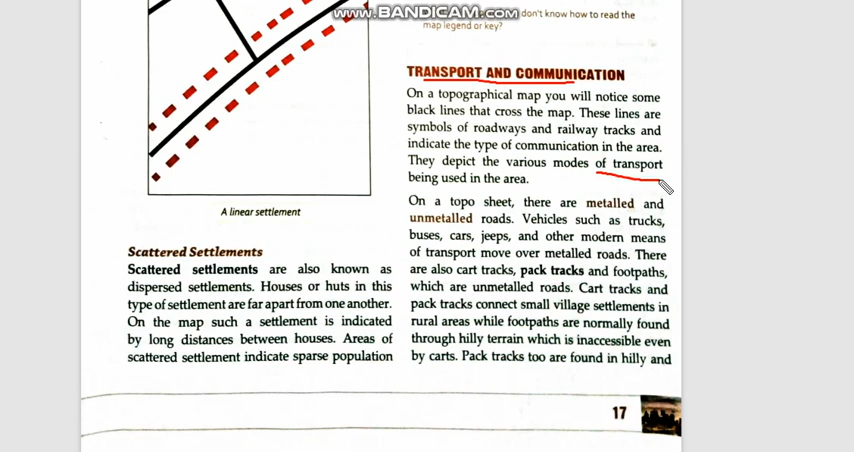 www.BANDICAM.com
don't know how to read the
map legend or key?
A linear settlement
Scattered Settlements
Scattered settlements are also known as
dispersed settlements. Houses or huts in this
type of settlement are far apart from one another.
On the map such a settlement is indicated
by long distances between houses. Areas of
scattered settlement indicate sparse population
TRANSPORT AND COMMUNICATION
On a topographical map you will notice some
black lines that cross the map. These lines are
symbols of roadways and railway tracks and
indicate the type of communication in the area.
They depict the various modes of transport
being used in the area.
On a topo sheet, there are metalled and
unmetalled roads. Vehicles such as trucks,
buses, cars, jeeps, and other modern means
of transport move over metalled roads. There
are also cart tracks, pack tracks and footpaths,
which are unmetalled roads. Cart tracks and
pack tracks connect small village settlements in
rural areas while footpaths are normally found
through hilly terrain which is inaccessible even
by carts. Pack tracks too are found in hilly and
17